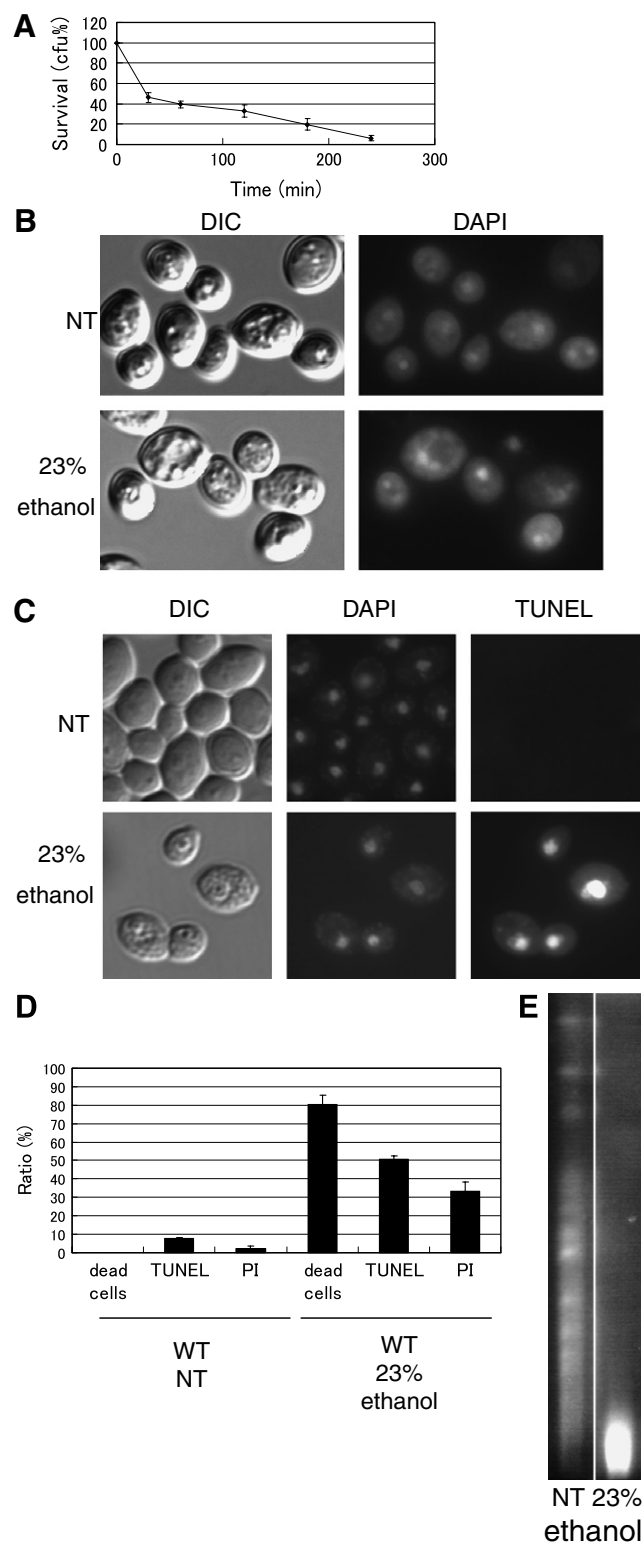 A
Survival (cfu%)
120
100
80
60
40
20
0
0 100 200 300
Time (min)
B
DIC DAPI
NT
23%
ethanol
C
DIC DAPI TUNEL
NT
23%
ethanol
D
Ratio (%)
100
90
80
70
60
50
40
30
20
10
0
dead cells TUNEL PI dead cells TUNEL PI
WT
NT
WT
23%
ethanol
E
NT 23%
ethanol